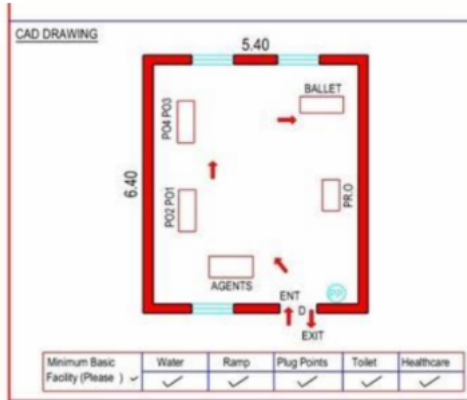 CAD DRAWING
5.40
BALLET
PO4 PO3
6.40
PR.O
PO2 PO1
AGENTS
ENT
D
EXIT
Minimum Basic Facility (Please ) ✓ Water Ramp Plug Points Toilet Healthcare
✓ ✓ ✓ ✓ ✓